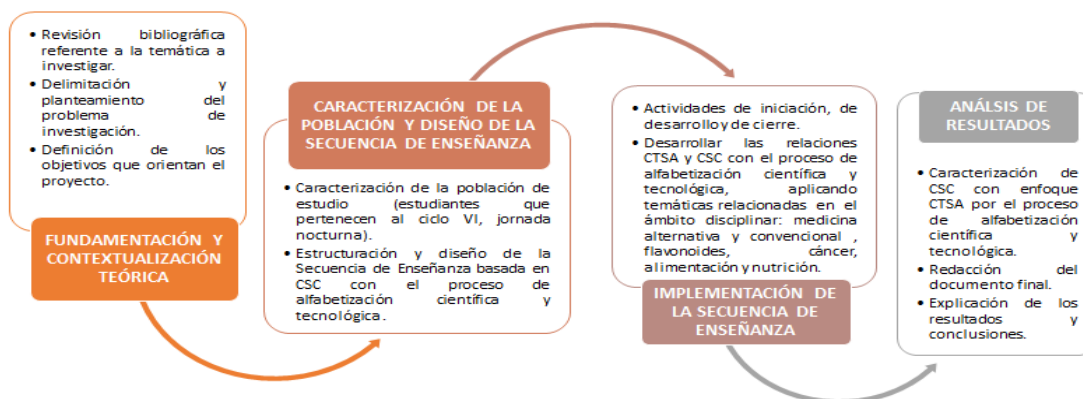 • Revisión bibliográfica
referente a la temática a
investigar.
• Delimitación y
planteamiento del
problema de
investigación.
• Definición de los
objetivos que orientan el
proyecto.
FUNDAMENTACIÓN Y
CONTEXTUALIZACIÓN
TEÓRICA
CARACTERIZACIÓN DE LA
POBLACIÓN Y DISEÑO DE LA
SECUENCIA DE ENSEÑANZA
• Caracterización de la población de
estudio (estudiantes que
pertenecen al ciclo VI, jornada
nocturna).
• Estructuración y diseño de la
Secuencia de Enseñanza basada en
CSC con el proceso de
alfabetización científica y
tecnológica.
• Actividades de iniciación, de
desarrollo y de cierre.
• Desarrollar las relaciones
CTSA y CSC con el proceso de
alfabetización científica y
tecnológica, aplicando
temáticas relacionadas en el
ámbito disciplinar: medicina
alternativa y convencional ,
flavonoides, cáncer,
alimentación y nutrición.
IMPLEMENTACIÓN DE
LA SECUENCIA DE
ENSEÑANZA
ANÁLSIS DE
RESULTADOS
• Caracterización de
CSC con enfoque
CTSA por el proceso
de alfabetización
científica y
tecnológica.
• Redacción del
documento final.
• Explicación de los
resultados y
conclusiones.